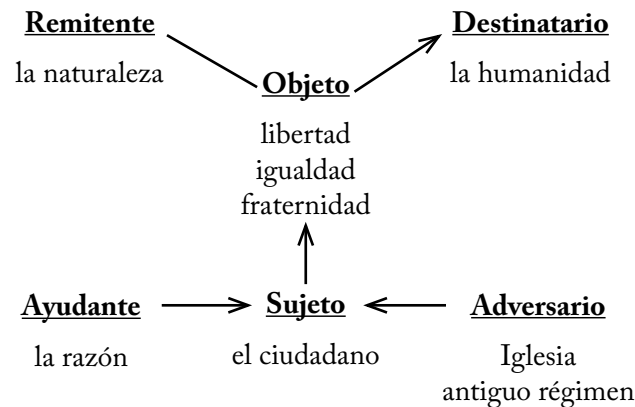 Remitente
la naturaleza
Destinatario
la humanidad
Objeto
libertad
igualdad
fraternidad
Ayudante
la razón
Sujeto
el ciudadano
Adversario
Iglesia
antiguo régimen